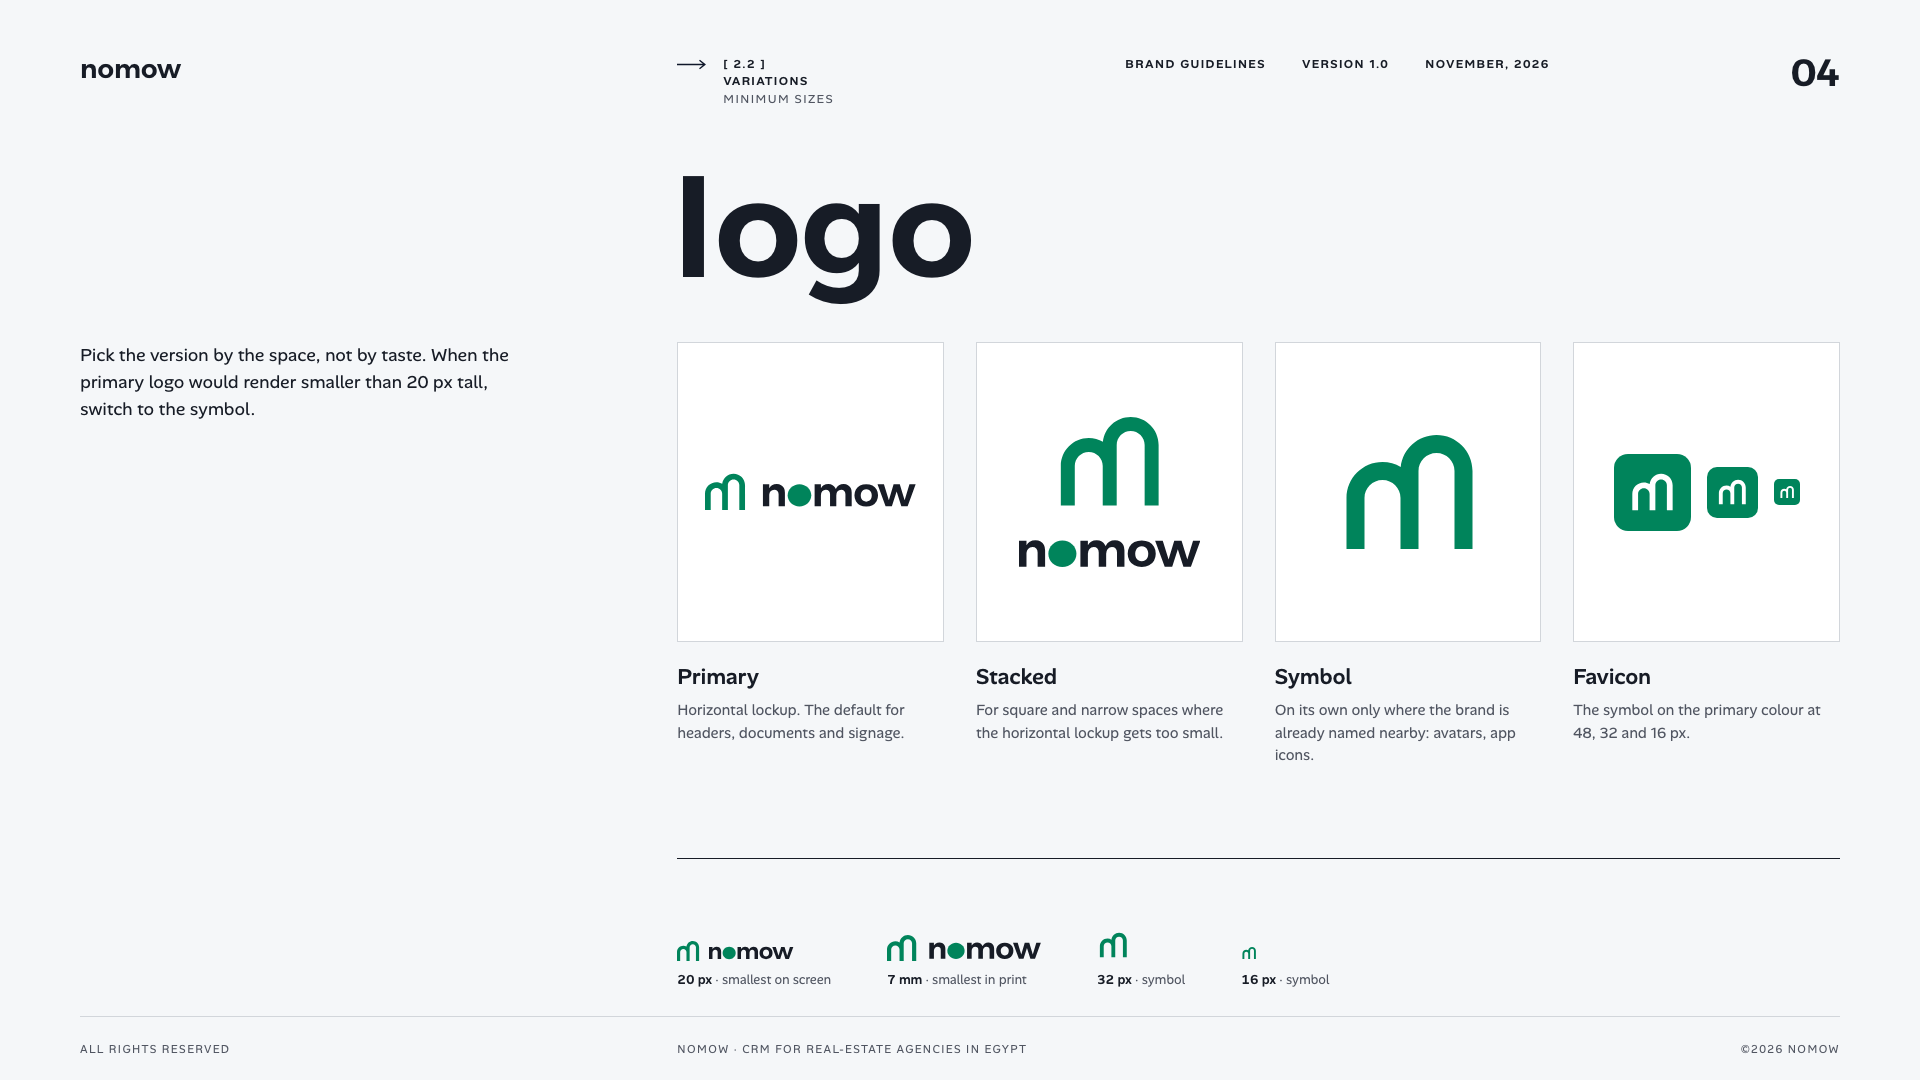 nomow
[ 2.2 ]
VARIATIONS
MINIMUM SIZES
BRAND GUIDELINES
VERSION 1.0
NOVEMBER, 2026
04
logo
Pick the version by the space, not by taste. When the
primary logo would render smaller than 20 px tall,
switch to the symbol.
nomow
nomow
Primary
Horizontal lockup. The default for
headers, documents and signage.
Stacked
For square and narrow spaces where
the horizontal lockup gets too small.
Symbol
On its own only where the brand is
already named nearby: avatars, app
icons.
Favicon
The symbol on the primary colour at
48, 32 and 16 px.
nomow
20 px · smallest on screen
nomow
7 mm · smallest in print
32 px · symbol
16 px · symbol
ALL RIGHTS RESERVED
NOMOW · CRM FOR REAL-ESTATE AGENCIES IN EGYPT
©2026 NOMOW